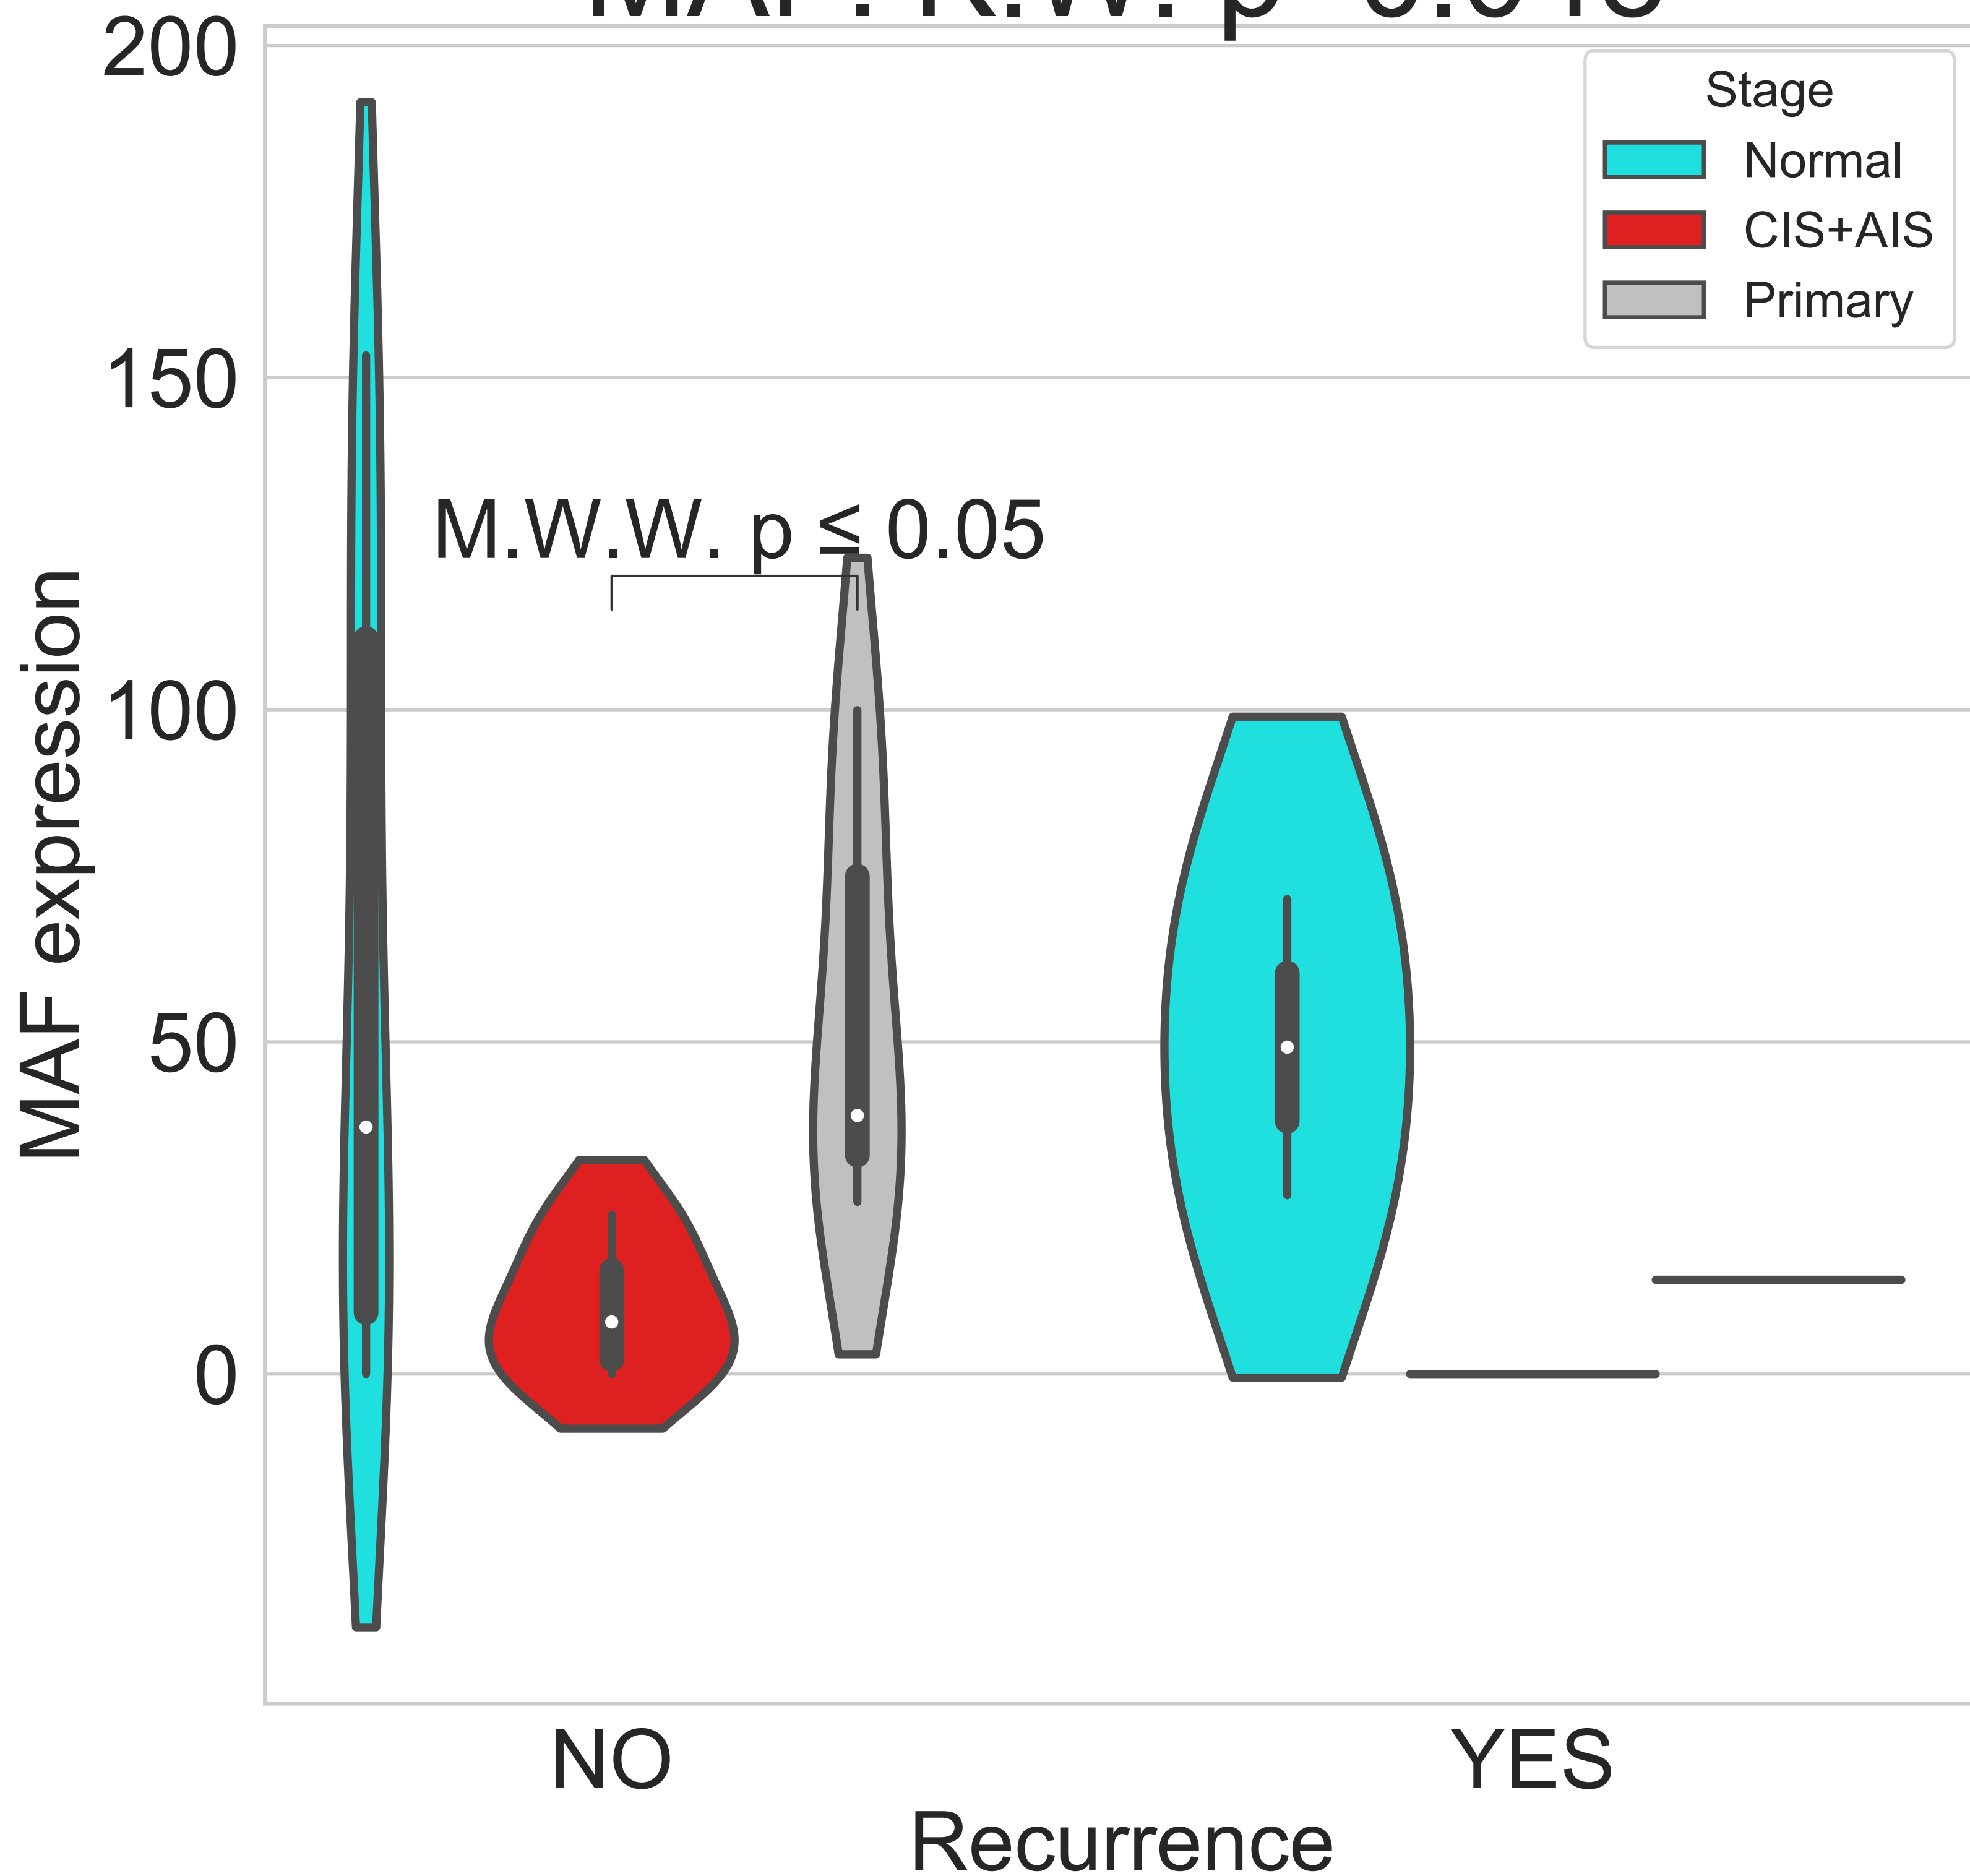 200
Stage
Normal
CIS+AIS
Primary
150
M.W.W. p ≤ 0.05
100
MAF expression
50
0
NO
YES
Recurrence